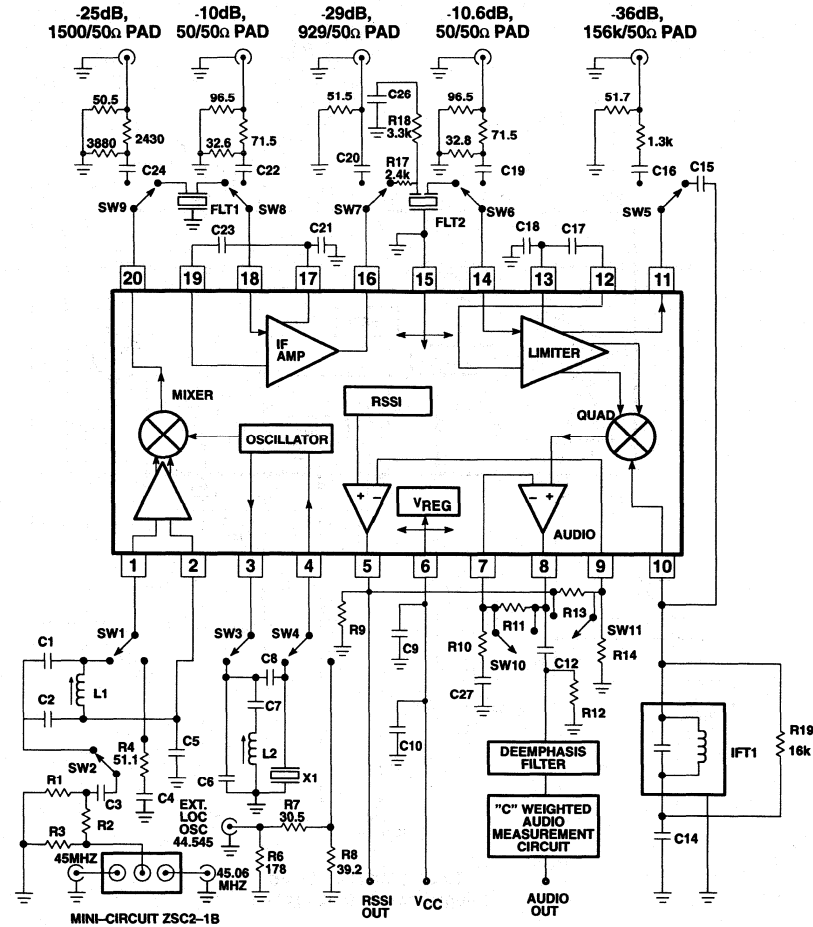 -25dB,
1500/50Ω PAD
-10dB,
50/50Ω PAD
-29dB,
929/50Ω PAD
-10.6dB,
50/50Ω PAD
-36dB,
156k/50Ω PAD
50.5
2430
3880
C24
96.5
71.5
32.6
C22
51.5
C26
R18
3.3k
C20
R17
2.4k
96.5
71.5
32.8
C19
51.7
1.3k
C16
C15
SW9
FLT1
SW8
SW7
FLT2
SW6
SW5
C23
C21
C18
C17
20
19
18
17
16
15
14
13
12
11
IF
AMP
LIMITER
MIXER
RSSI
QUAD
OSCILLATOR
+ −
VREG
− +
AUDIO
1
2
3
4
5
6
7
8
9
10
SW1
SW3
SW4
R9
R11
R13
SW11
C1
C8
C9
R10
SW10
C12
R14
L1
C2
C7
C27
R12
SW2
R4
51.1
C5
C6
L2
X1
C10
IFT1
R19
16k
DEEMPHASIS
FILTER
R1
C3
C4
EXT.
LOC
OSC
44.545
R7
30.5
"C" WEIGHTED
AUDIO
MEASUREMENT
CIRCUIT
R2
R3
R6
178
R8
39.2
C14
45MHZ
45.06
MHZ
RSSI
OUT
VCC
AUDIO
OUT
MINI–CIRCUIT ZSC2–1B